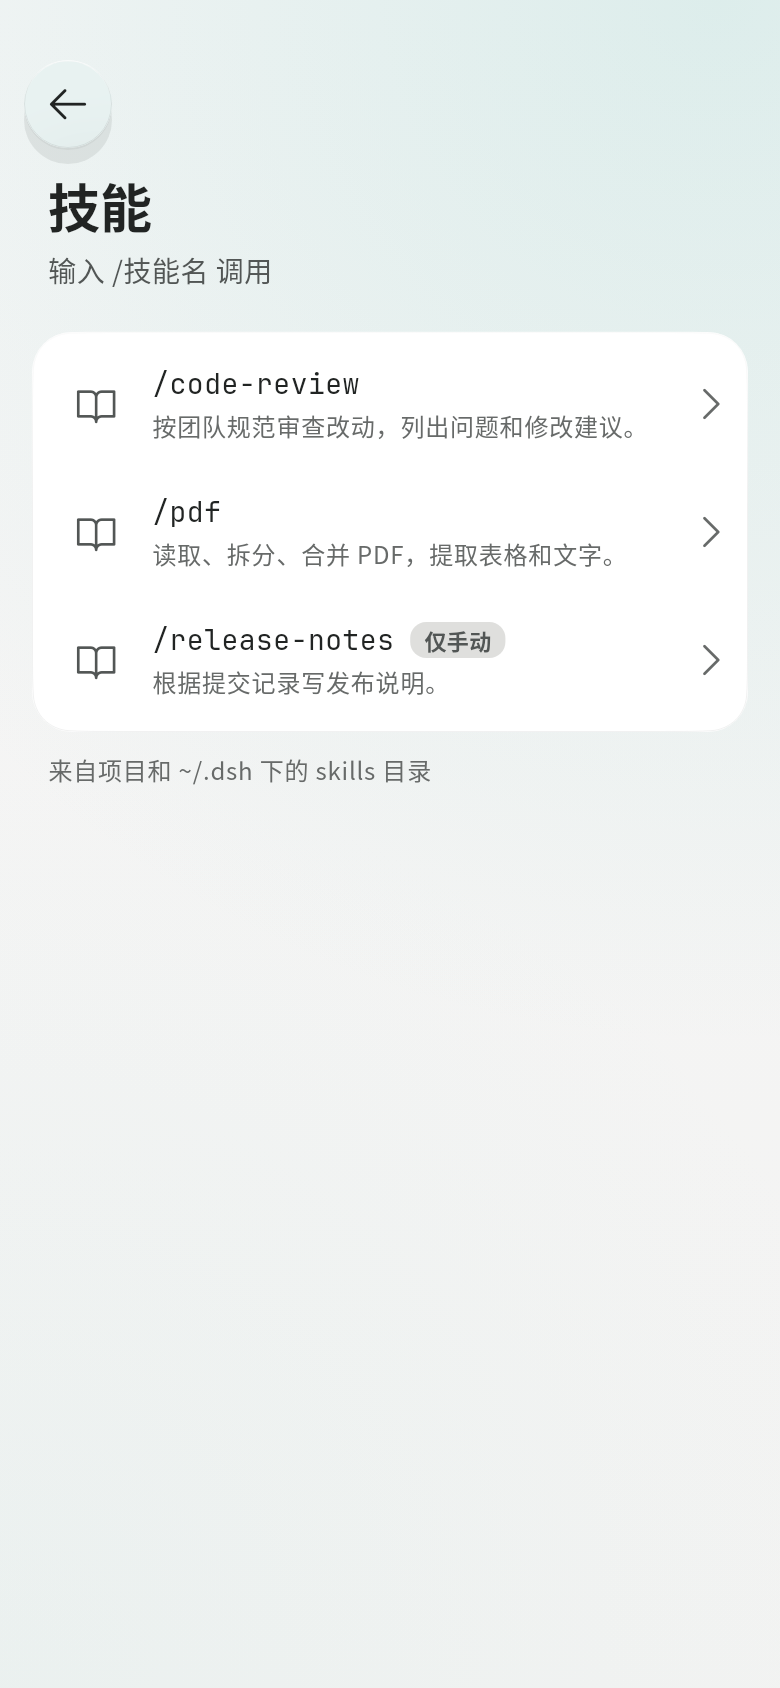 技能
输入 /技能名 调用
/code-review
按团队规范审查改动，列出问题和修改建议。
/pdf
读取、拆分、合并 PDF，提取表格和文字。
/release-notes 仅手动
根据提交记录写发布说明。
来自项目和 ~/.dsh 下的 skills 目录